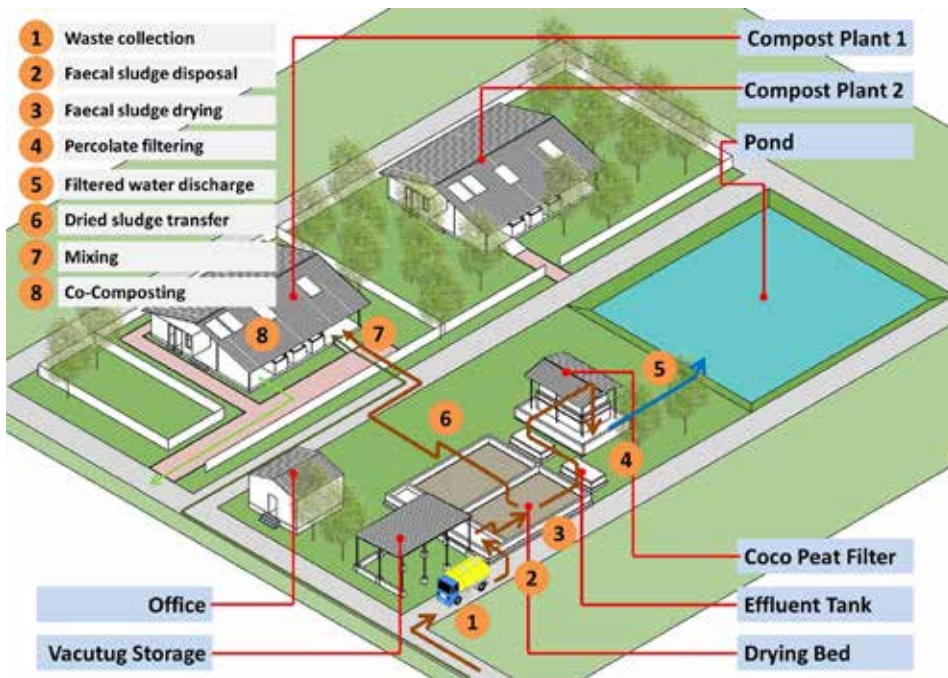 1 Waste collection
2 Faecal sludge disposal
3 Faecal sludge drying
4 Percolate filtering
5 Filtered water discharge
6 Dried sludge transfer
7 Mixing
8 Co-Composting
Compost Plant 1
Compost Plant 2
Pond
8
7
5
6
4
3
2
1
Coco Peat Filter
Effluent Tank
Drying Bed
Office
Vacutug Storage